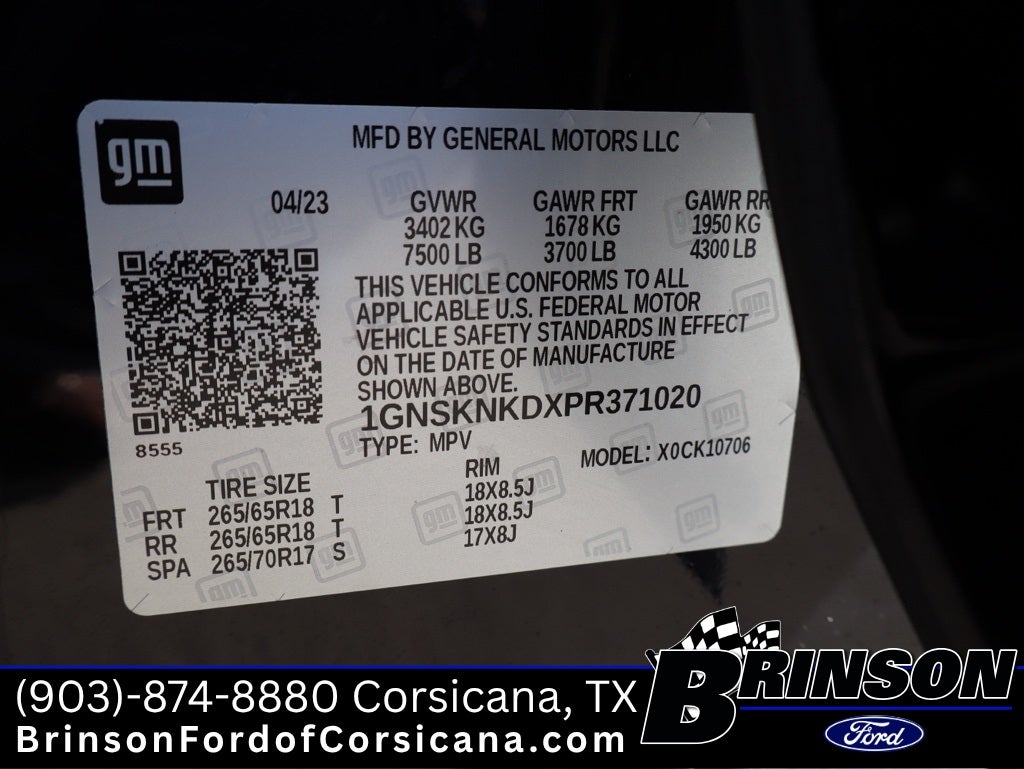 gm
MFD BY GENERAL MOTORS LLC
04/23 GVWR GAWR FRT GAWR RR
3402 KG 1678 KG 1950 KG
7500 LB 3700 LB 4300 LB
THIS VEHICLE CONFORMS TO ALL
APPLICABLE U.S. FEDERAL MOTOR
VEHICLE SAFETY STANDARDS IN EFFECT
ON THE DATE OF MANUFACTURE
SHOWN ABOVE.
1GNSKNKDXPR371020
8555
TYPE: MPV MODEL: X0CK10706
TIRE SIZE RIM
FRT 265/65R18 T 18X8.5J
RR 265/65R18 T 18X8.5J
SPA 265/70R17 S 17X8J
(903)-874-8880 Corsicana, TX
BrinsonFordofCorsicana.com
BRINSON
Ford